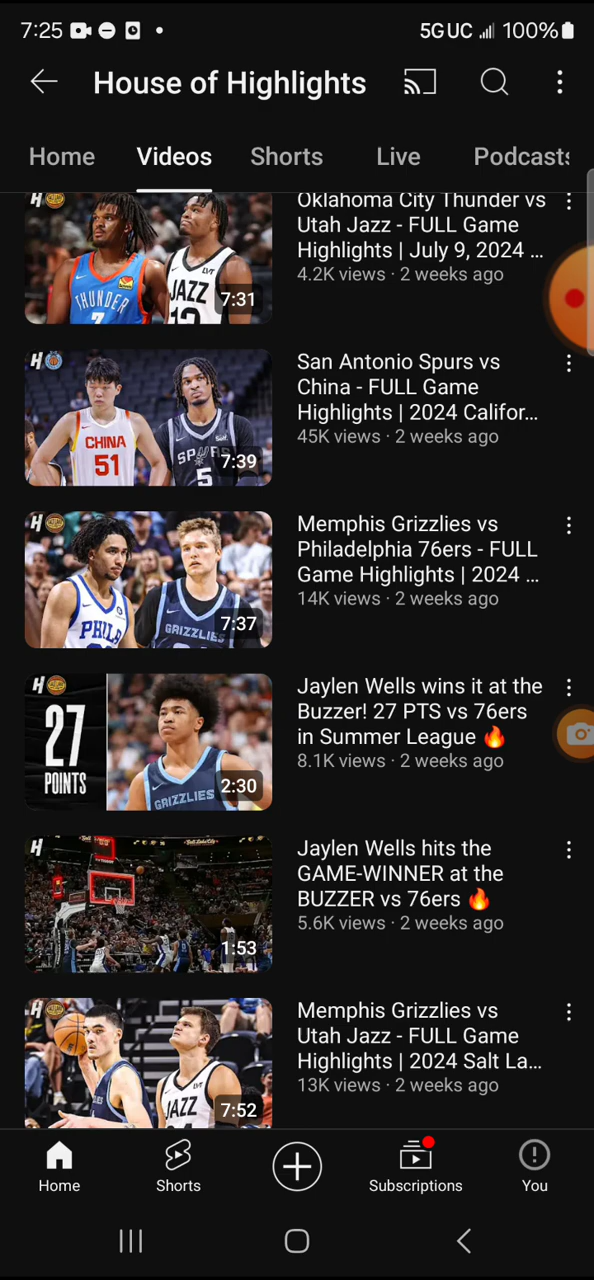 7:25
5G UC 100%
House of Highlights
Home Videos Shorts Live Podcasts
Oklahoma City Thunder vs
Utah Jazz - FULL Game
Highlights | July 9, 2024 ...
4.2K views · 2 weeks ago
THUNDER
JAZZ
7:31
San Antonio Spurs vs
China - FULL Game
Highlights | 2024 Califor...
45K views · 2 weeks ago
H
CHINA
51
5
7:39
Memphis Grizzlies vs
Philadelphia 76ers - FULL
Game Highlights | 2024 ...
14K views · 2 weeks ago
H
PHILA
GRIZZLIES
7:37
Jaylen Wells wins it at the
Buzzer! 27 PTS vs 76ers
in Summer League 🔥
8.1K views · 2 weeks ago
H
27
POINTS
GRIZZLIES
2:30
Jaylen Wells hits the
GAME-WINNER at the
BUZZER vs 76ers 🔥
5.6K views · 2 weeks ago
H
1:53
Memphis Grizzlies vs
Utah Jazz - FULL Game
Highlights | 2024 Salt La...
13K views · 2 weeks ago
H
JAZZ
7:52
Home Shorts Subscriptions You